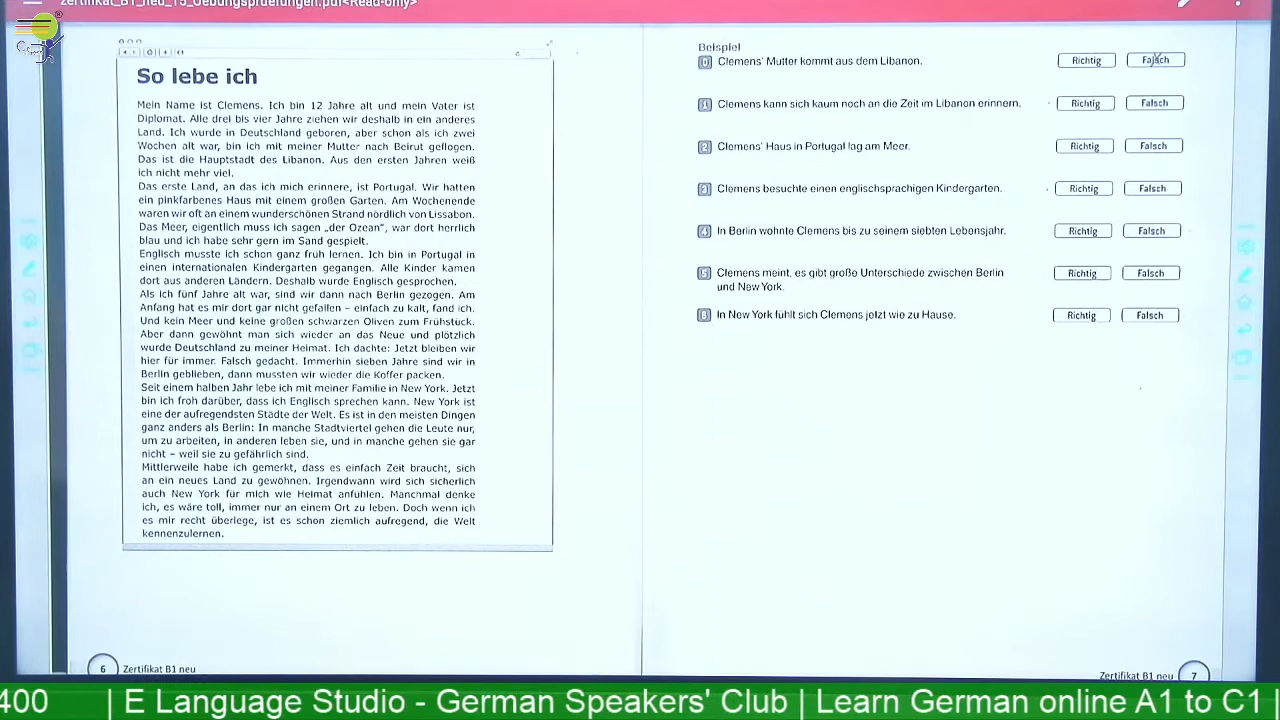 zertifikat_B1_neu_15_Uebungspruefungen.pdf<Read-only>
So lebe ich
Mein Name ist Clemens. Ich bin 12 Jahre alt und mein Vater ist
Diplomat. Alle drei bis vier Jahre ziehen wir deshalb in ein anderes
Land. Ich wurde in Deutschland geboren, aber schon als ich zwei
Wochen alt war, bin ich mit meiner Mutter nach Beirut geflogen.
Das ist die Hauptstadt des Libanon. Aus den ersten Jahren weiß
ich nicht mehr viel.
Das erste Land, an das ich mich erinnere, ist Portugal. Wir hatten
ein pinkfarbenes Haus mit einem großen Garten. Am Wochenende
waren wir oft an einem wunderschönen Strand nördlich von Lissabon.
Das Meer, eigentlich muss ich sagen „der Ozean", war dort herrlich
blau und ich habe sehr gern im Sand gespielt.
Englisch musste ich schon ganz früh lernen. Ich bin in Portugal in
einen internationalen Kindergarten gegangen. Alle Kinder kamen
dort aus anderen Ländern. Deshalb wurde Englisch gesprochen.
Als ich fünf Jahre alt war, sind wir dann nach Berlin gezogen. Am
Anfang hat es mir dort gar nicht gefallen – einfach zu kalt, fand ich.
Und kein Meer und keine großen schwarzen Oliven zum Frühstück.
Aber dann gewöhnt man sich wieder an das Neue und plötzlich
wurde Deutschland zu meiner Heimat. Ich dachte: Jetzt bleiben wir
hier für immer. Falsch gedacht. Immerhin sieben Jahre sind wir in
Berlin geblieben, dann mussten wir wieder die Koffer packen.
Seit einem halben Jahr lebe ich mit meiner Familie in New York. Jetzt
bin ich froh darüber, dass ich Englisch sprechen kann. New York ist
eine der aufregendsten Städte der Welt. Es ist in den meisten Dingen
ganz anders als Berlin: In manche Stadtviertel gehen die Leute nur,
um zu arbeiten, in anderen leben sie, und in manche gehen sie gar
nicht – weil sie zu gefährlich sind.
Mittlerweile habe ich gemerkt, dass es einfach Zeit braucht, sich
an ein neues Land zu gewöhnen. Irgendwann wird sich sicherlich
auch New York für mich wie Heimat anfühlen. Manchmal denke
ich, es wäre toll, immer nur an einem Ort zu leben. Doch wenn ich
es mir recht überlege, ist es schon ziemlich aufregend, die Welt
kennenzulernen.
6 Zertifikat B1 neu
Beispiel
0 Clemens' Mutter kommt aus dem Libanon. Richtig Falsch
1 Clemens kann sich kaum noch an die Zeit im Libanon erinnern. Richtig Falsch
2 Clemens' Haus in Portugal lag am Meer. Richtig Falsch
3 Clemens besuchte einen englischsprachigen Kindergarten. Richtig Falsch
4 In Berlin wohnte Clemens bis zu seinem siebten Lebensjahr. Richtig Falsch
5 Clemens meint, es gibt große Unterschiede zwischen Berlin
und New York. Richtig Falsch
6 In New York fühlt sich Clemens jetzt wie zu Hause. Richtig Falsch
Zertifikat B1 neu 7
400 | E Language Studio - German Speakers' Club | Learn German online A1 to C1 |